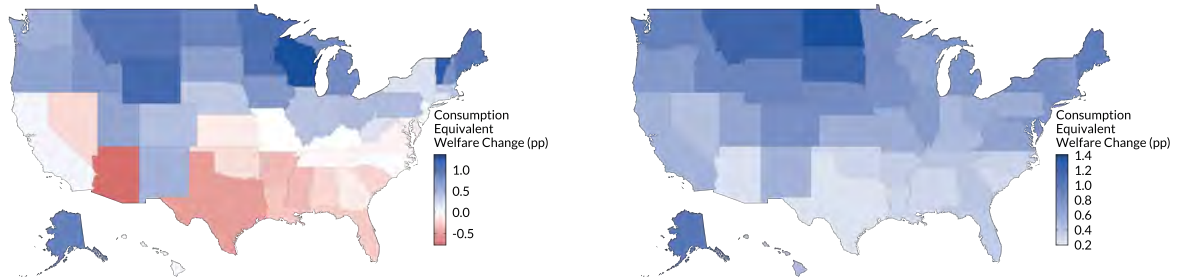 Consumption
Equivalent
Welfare Change (pp)
1.0
0.5
0.0
-0.5
Consumption
Equivalent
Welfare Change (pp)
1.4
1.2
1.0
0.8
0.6
0.4
0.2